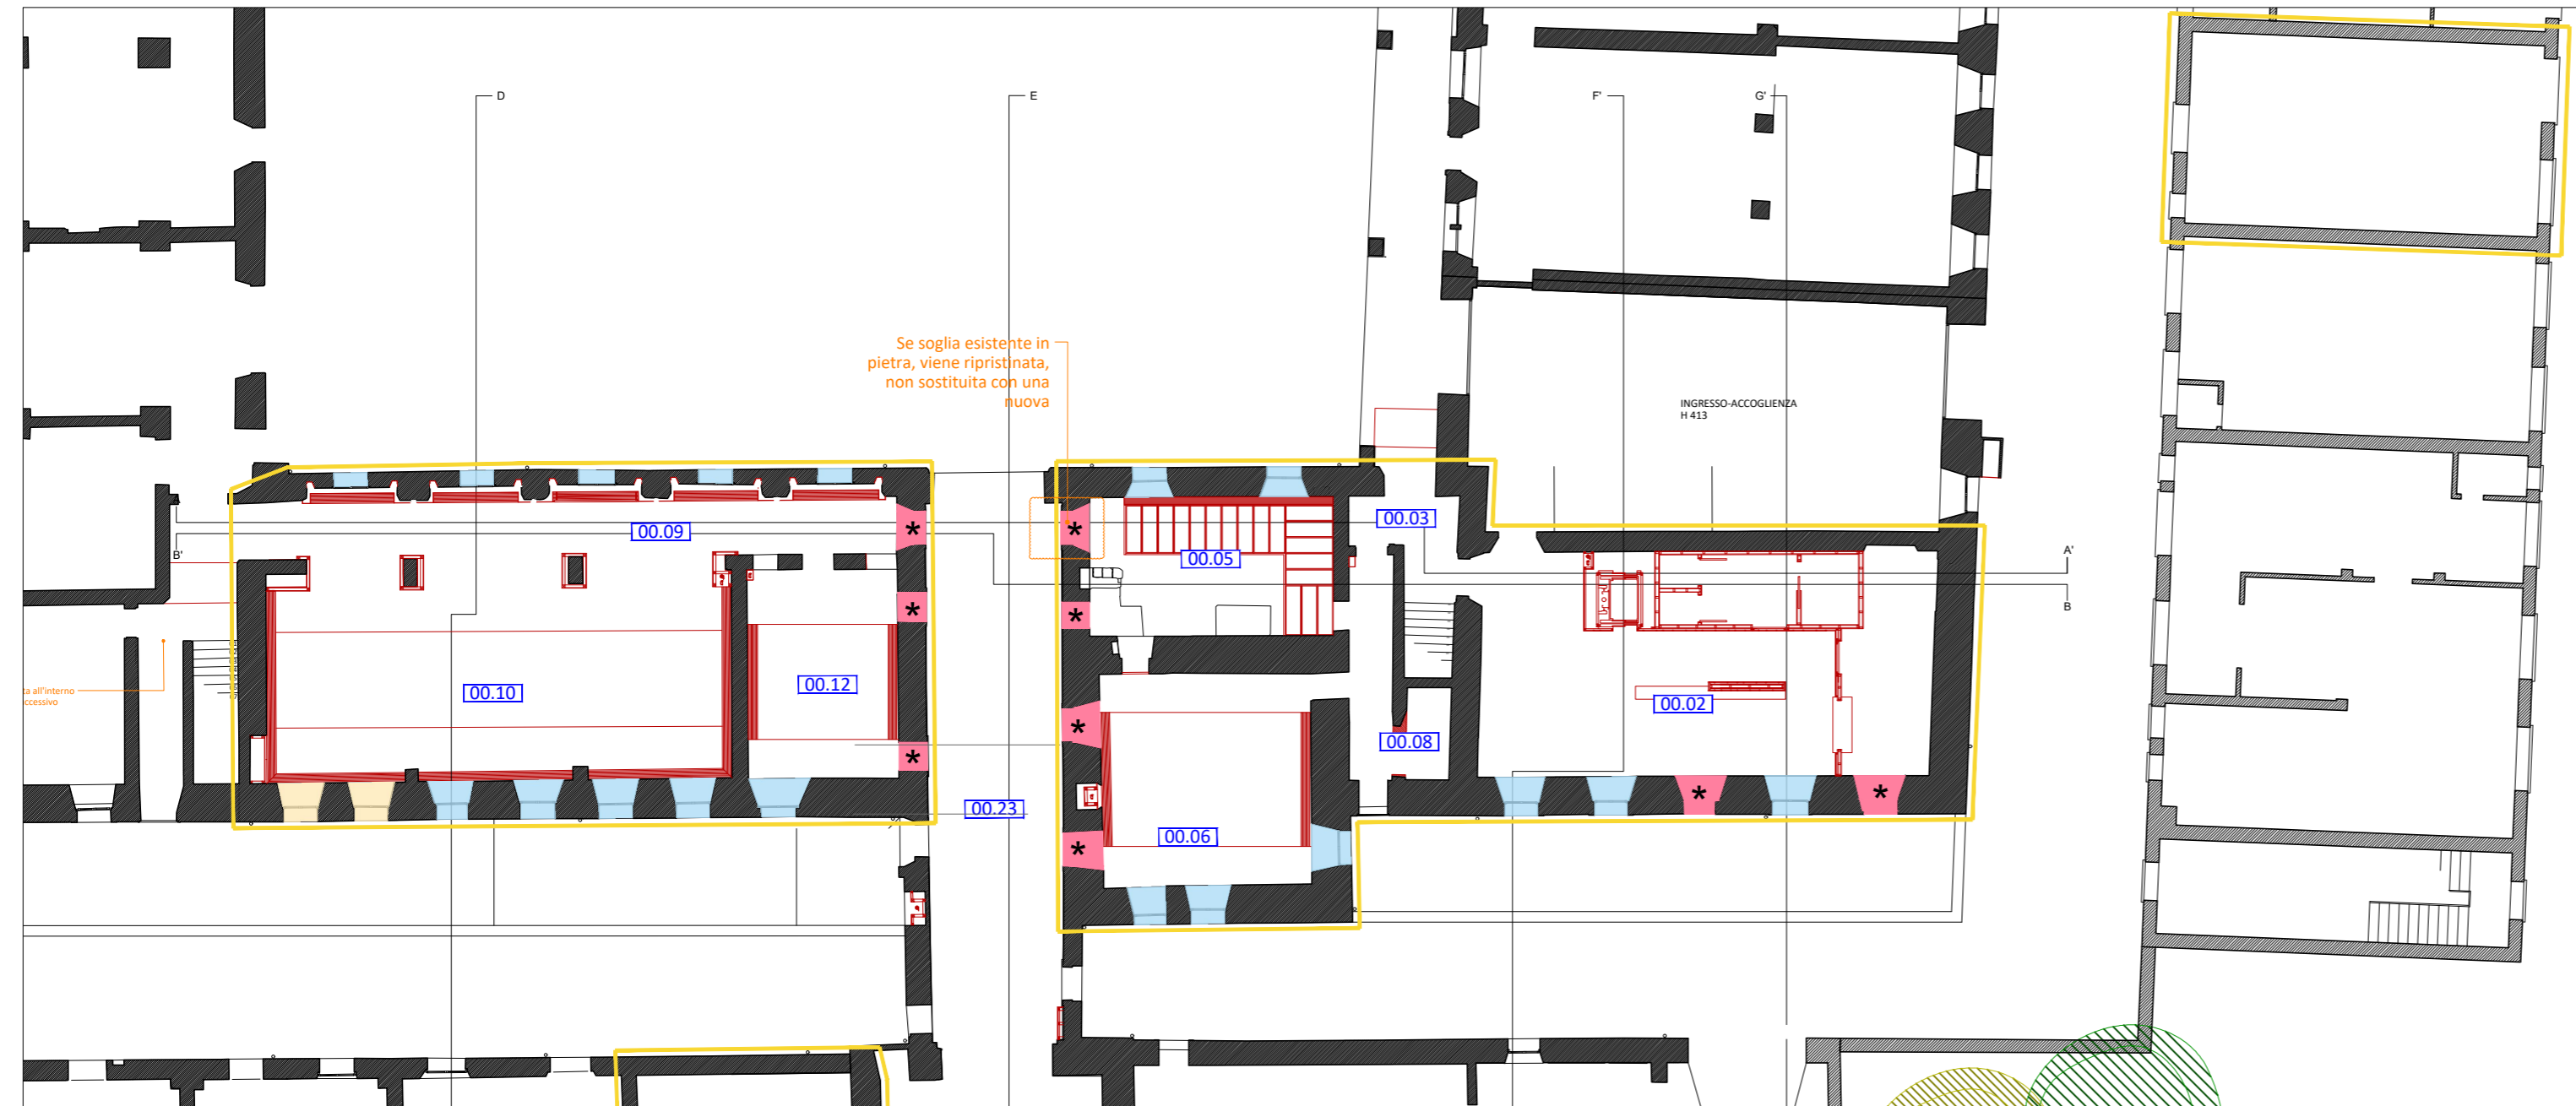 D
E
F'
G'
Se soglia esistente in
pietra, viene ripristinata,
non sostituita con una
nuova
INGRESSO-ACCOGLIENZA
H 413
00.09
00.03
00.05
B'
A'
B
ta all'interno
ccessivo
00.10
00.12
00.02
00.08
00.23
00.06
*
*
*
*
*
*
*
*
*